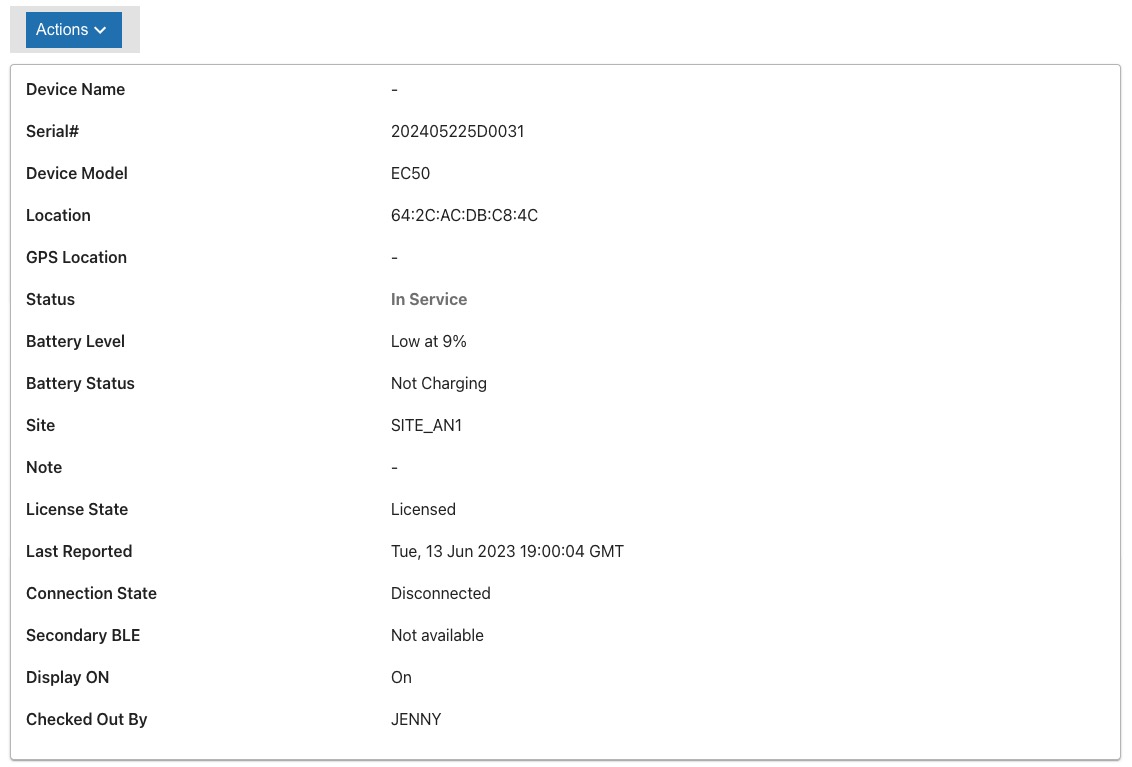 Actions
Device Name -
Serial# 202405225D0031
Device Model EC50
Location 64:2C:AC:DB:C8:4C
GPS Location -
Status In Service
Battery Level Low at 9%
Battery Status Not Charging
Site SITE_AN1
Note -
License State Licensed
Last Reported Tue, 13 Jun 2023 19:00:04 GMT
Connection State Disconnected
Secondary BLE Not available
Display ON On
Checked Out By JENNY